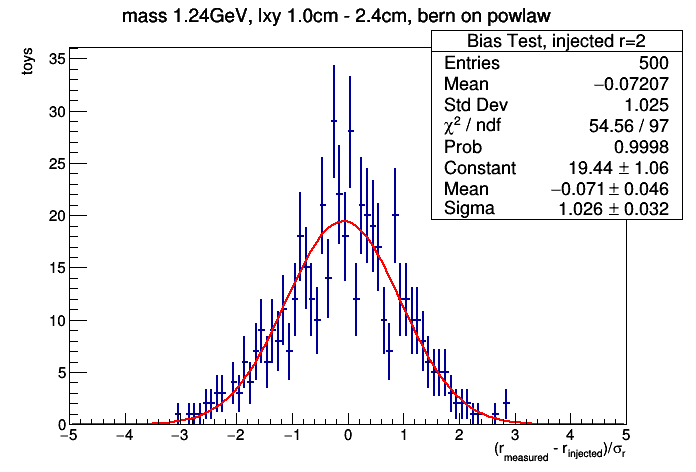 mass 1.24GeV, lxy 1.0cm - 2.4cm, bern on powlaw
toys
Bias Test, injected r=2
Entries 500
Mean −0.07207
Std Dev 1.025
χ² / ndf 54.56 / 97
Prob 0.9998
Constant 19.44 ± 1.06
Mean −0.071 ± 0.046
Sigma 1.026 ± 0.032
35
30
25
20
15
10
5
0
−5 −4 −3 −2 −1 0 1 2 3 4 5
(r_measured - r_injected)/σ_r